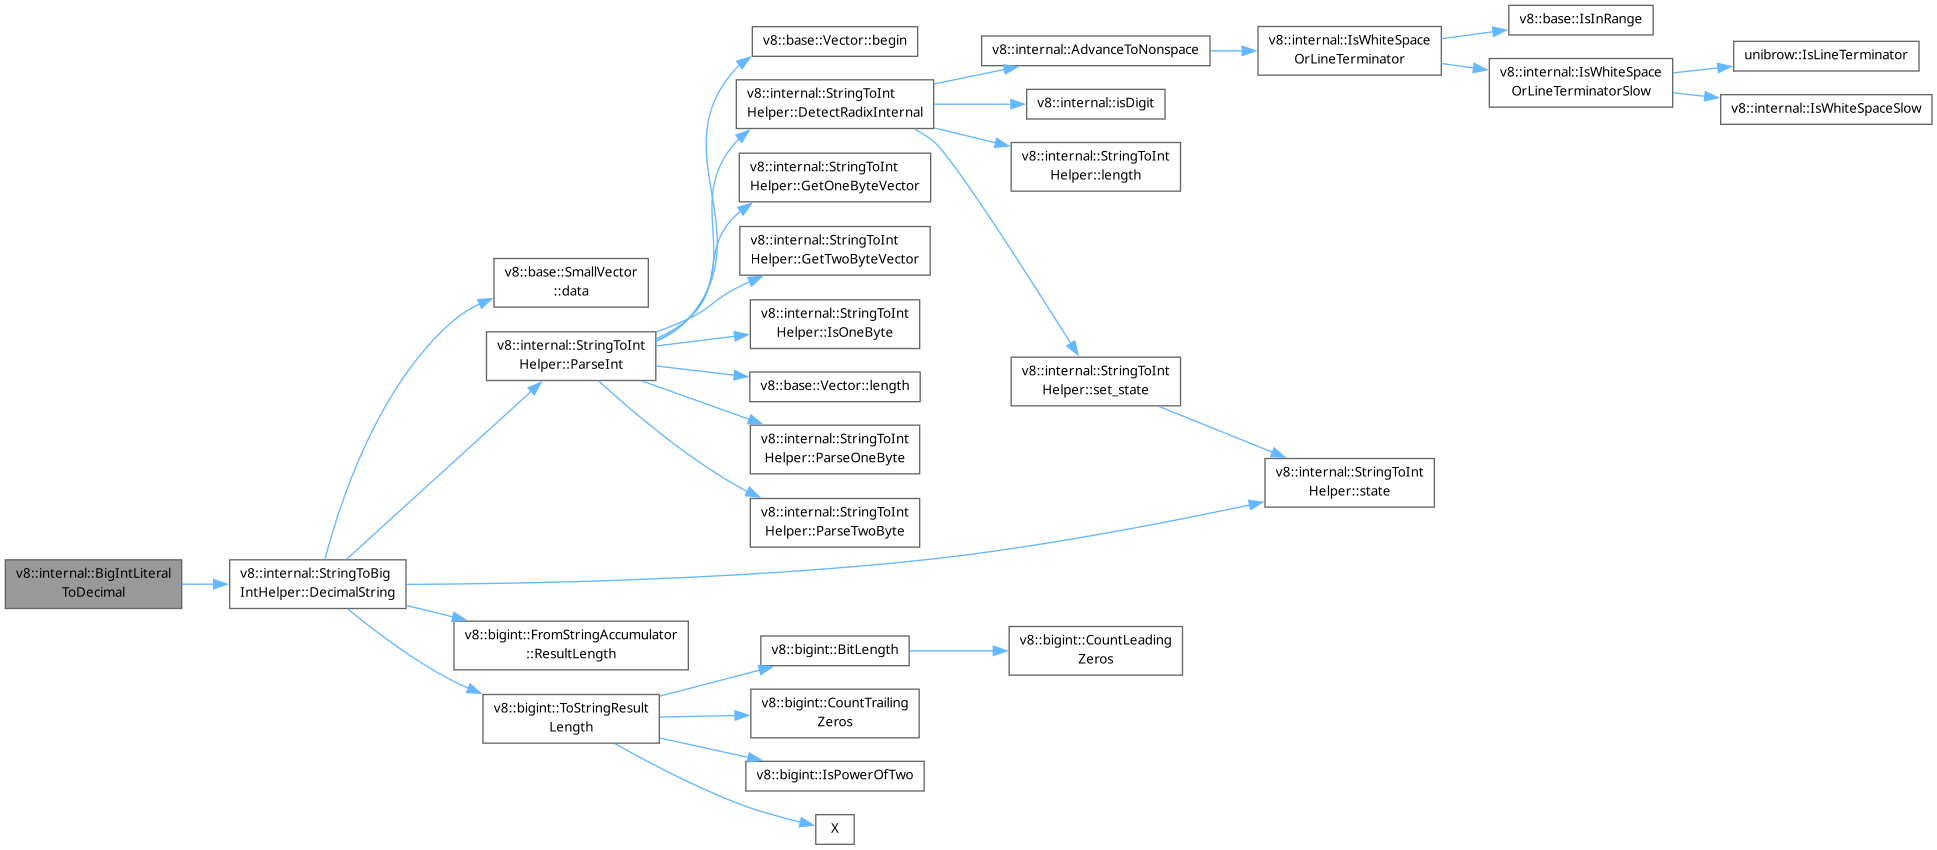 v8::internal::BigIntLiteral
ToDecimal
v8::internal::StringToBig
IntHelper::DecimalString
v8::base::SmallVector
::data
v8::internal::StringToInt
Helper::ParseInt
v8::bigint::FromStringAccumulator
::ResultLength
v8::bigint::ToStringResult
Length
v8::base::Vector::begin
v8::internal::StringToInt
Helper::DetectRadixInternal
v8::internal::StringToInt
Helper::GetOneByteVector
v8::internal::StringToInt
Helper::GetTwoByteVector
v8::internal::StringToInt
Helper::IsOneByte
v8::base::Vector::length
v8::internal::StringToInt
Helper::ParseOneByte
v8::internal::StringToInt
Helper::ParseTwoByte
v8::bigint::BitLength
v8::bigint::CountTrailing
Zeros
v8::bigint::IsPowerOfTwo
X
v8::internal::AdvanceToNonspace
v8::internal::isDigit
v8::internal::StringToInt
Helper::length
v8::internal::StringToInt
Helper::set_state
v8::bigint::CountLeading
Zeros
v8::internal::IsWhiteSpace
OrLineTerminator
v8::internal::StringToInt
Helper::state
v8::base::IsInRange
v8::internal::IsWhiteSpace
OrLineTerminatorSlow
unibrow::IsLineTerminator
v8::internal::IsWhiteSpaceSlow